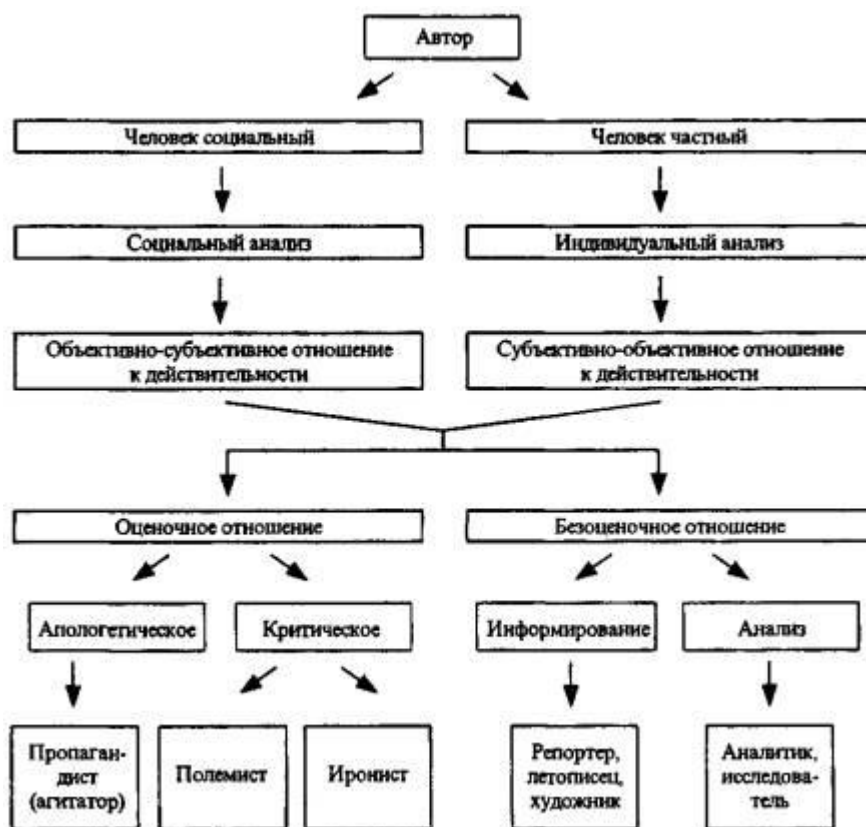 Автор
Человек социальный
Человек частный
Социальный анализ
Индивидуальный анализ
Объективно-субъективное отношение
к действительности
Субъективно-объективное отношение
к действительности
Оценочное отношение
Безоценочное отношение
Апологетическое
Критическое
Информирование
Анализ
Пропаган-
дист
(агитатор)
Полемист
Иронист
Репортер,
летописец,
художник
Аналитик,
исследова-
тель